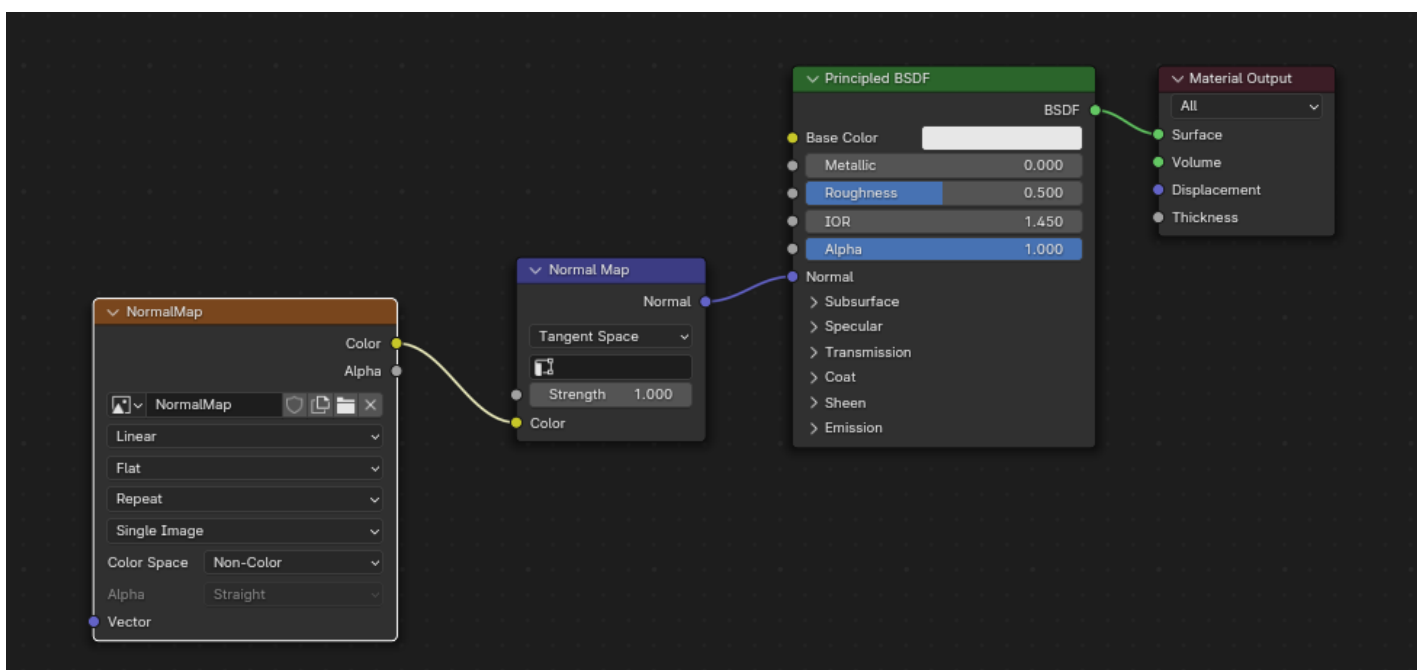 NormalMap
Color
Alpha
NormalMap
Linear
Flat
Repeat
Single Image
Color Space Non-Color
Alpha Straight
Vector
Normal Map
Normal
Tangent Space
Strength 1.000
Color
Principled BSDF
BSDF
Base Color
Metallic 0.000
Roughness 0.500
IOR 1.450
Alpha 1.000
Normal
Subsurface
Specular
Transmission
Coat
Sheen
Emission
Material Output
All
Surface
Volume
Displacement
Thickness